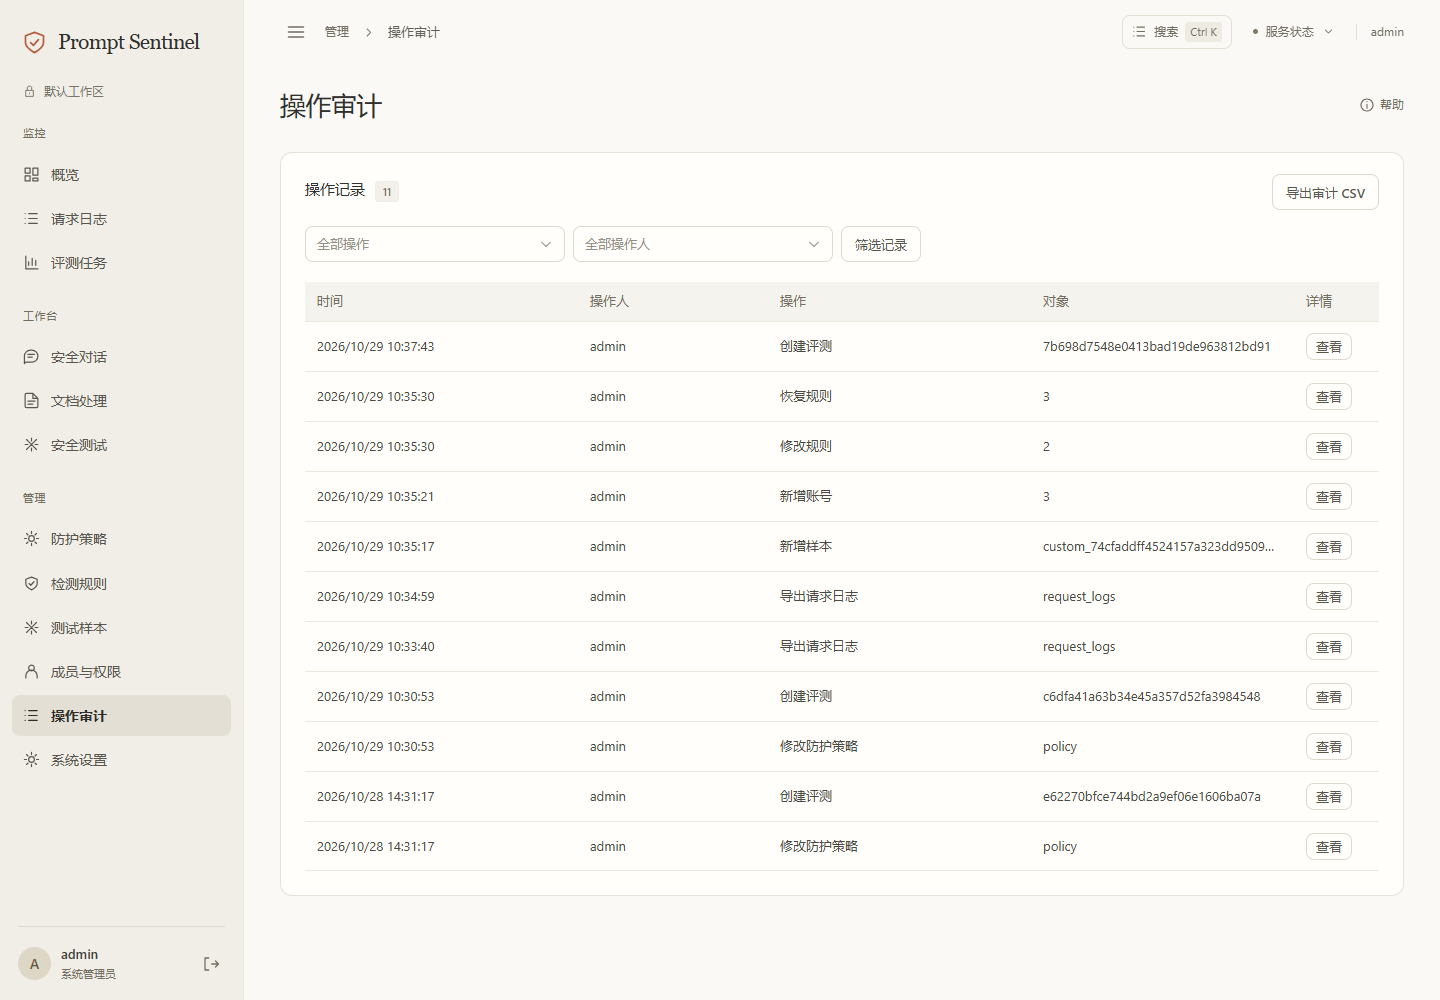 Prompt Sentinel
默认工作区
监控
概览
请求日志
评测任务
工作台
安全对话
文档处理
安全测试
管理
防护策略
检测规则
测试样本
成员与权限
操作审计
系统设置
A
admin
系统管理员
管理 > 操作审计
搜索 Ctrl K
服务状态
admin
操作审计
帮助
操作记录 11
导出审计 CSV
全部操作 全部操作人 筛选记录
时间 操作人 操作 对象 详情
2026/10/29 10:37:43 admin 创建评测 7b698d7548e0413bad19de963812bd91 查看
2026/10/29 10:35:30 admin 恢复规则 3 查看
2026/10/29 10:35:30 admin 修改规则 2 查看
2026/10/29 10:35:21 admin 新增账号 3 查看
2026/10/29 10:35:17 admin 新增样本 custom_74cfaddff4524157a323dd9509... 查看
2026/10/29 10:34:59 admin 导出请求日志 request_logs 查看
2026/10/29 10:33:40 admin 导出请求日志 request_logs 查看
2026/10/29 10:30:53 admin 创建评测 c6dfa41a63b34e45a357d52fa3984548 查看
2026/10/29 10:30:53 admin 修改防护策略 policy 查看
2026/10/28 14:31:17 admin 创建评测 e62270bfce744bd2a9ef06e1606ba07a 查看
2026/10/28 14:31:17 admin 修改防护策略 policy 查看